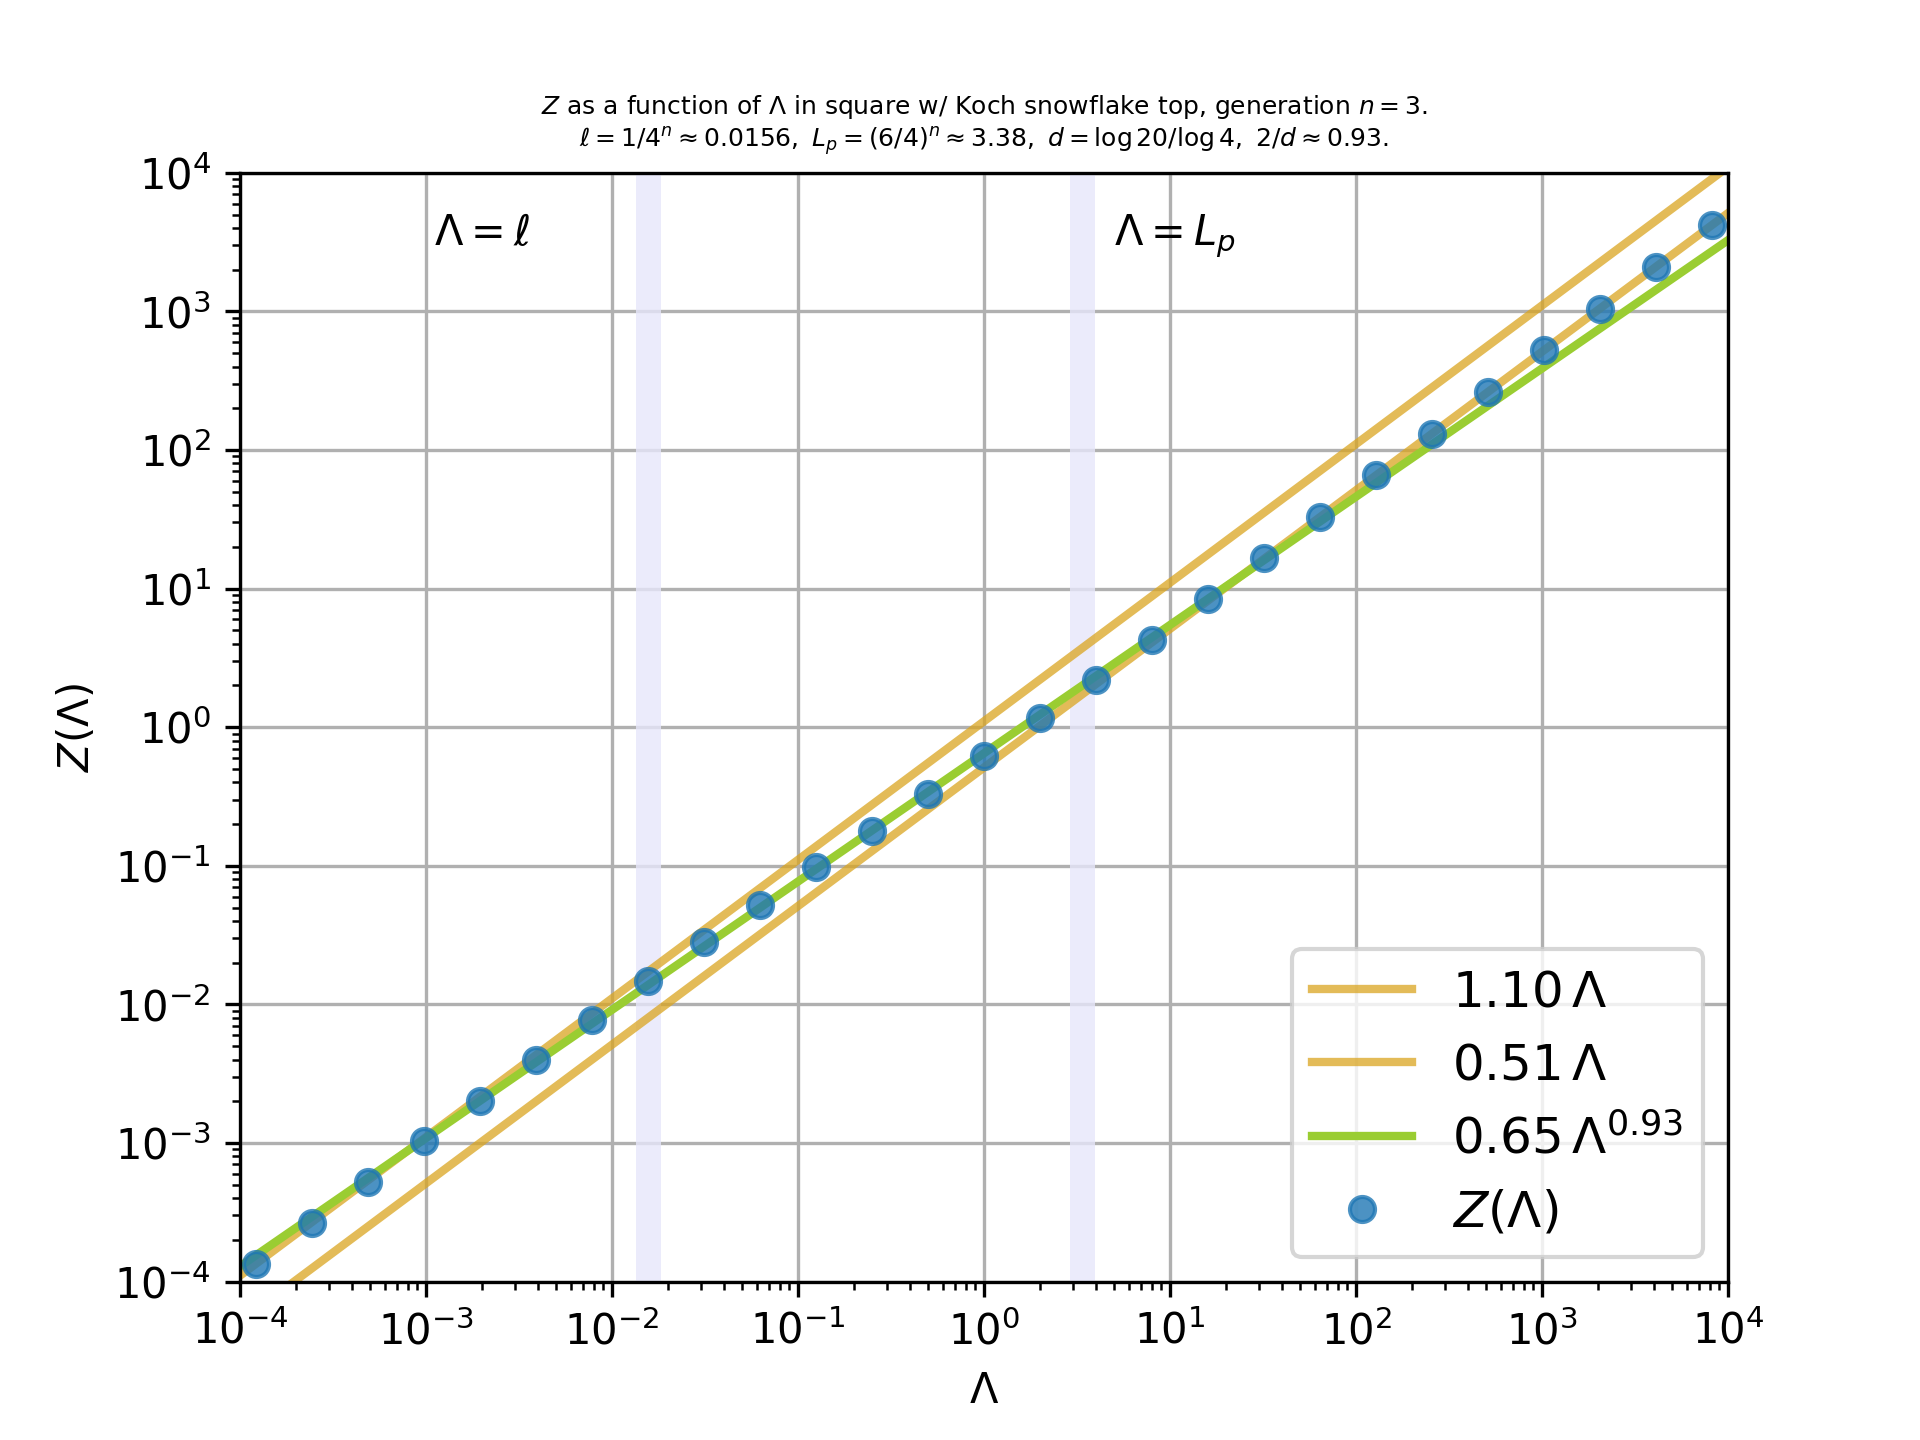 Z as a function of Λ in square w/ Koch snowflake top, generation n = 3.
ℓ = 1/4ⁿ ≈ 0.0156, Lₚ = (6/4)ⁿ ≈ 3.38, d = log 20/log 4, 2/d ≈ 0.93.
Λ = ℓ
Λ = Lₚ
10⁴
10³
10²
10¹
10⁰
10⁻¹
10⁻²
10⁻³
10⁻⁴
Z(Λ)
1.10 Λ
0.51 Λ
0.65 Λ⁰·⁹³
Z(Λ)
10⁻⁴ 10⁻³ 10⁻² 10⁻¹ 10⁰ 10¹ 10² 10³ 10⁴
Λ